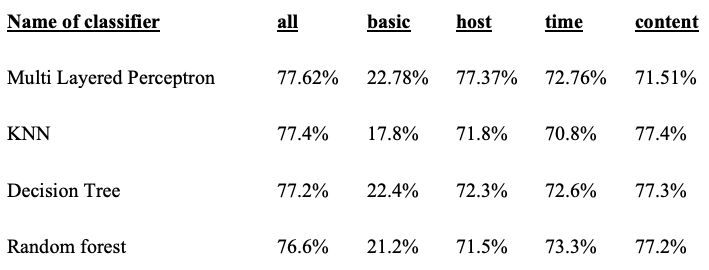 Name of classifier all basic host time content
Multi Layered Perceptron 77.62% 22.78% 77.37% 72.76% 71.51%
KNN 77.4% 17.8% 71.8% 70.8% 77.4%
Decision Tree 77.2% 22.4% 72.3% 72.6% 77.3%
Random forest 76.6% 21.2% 71.5% 73.3% 77.2%